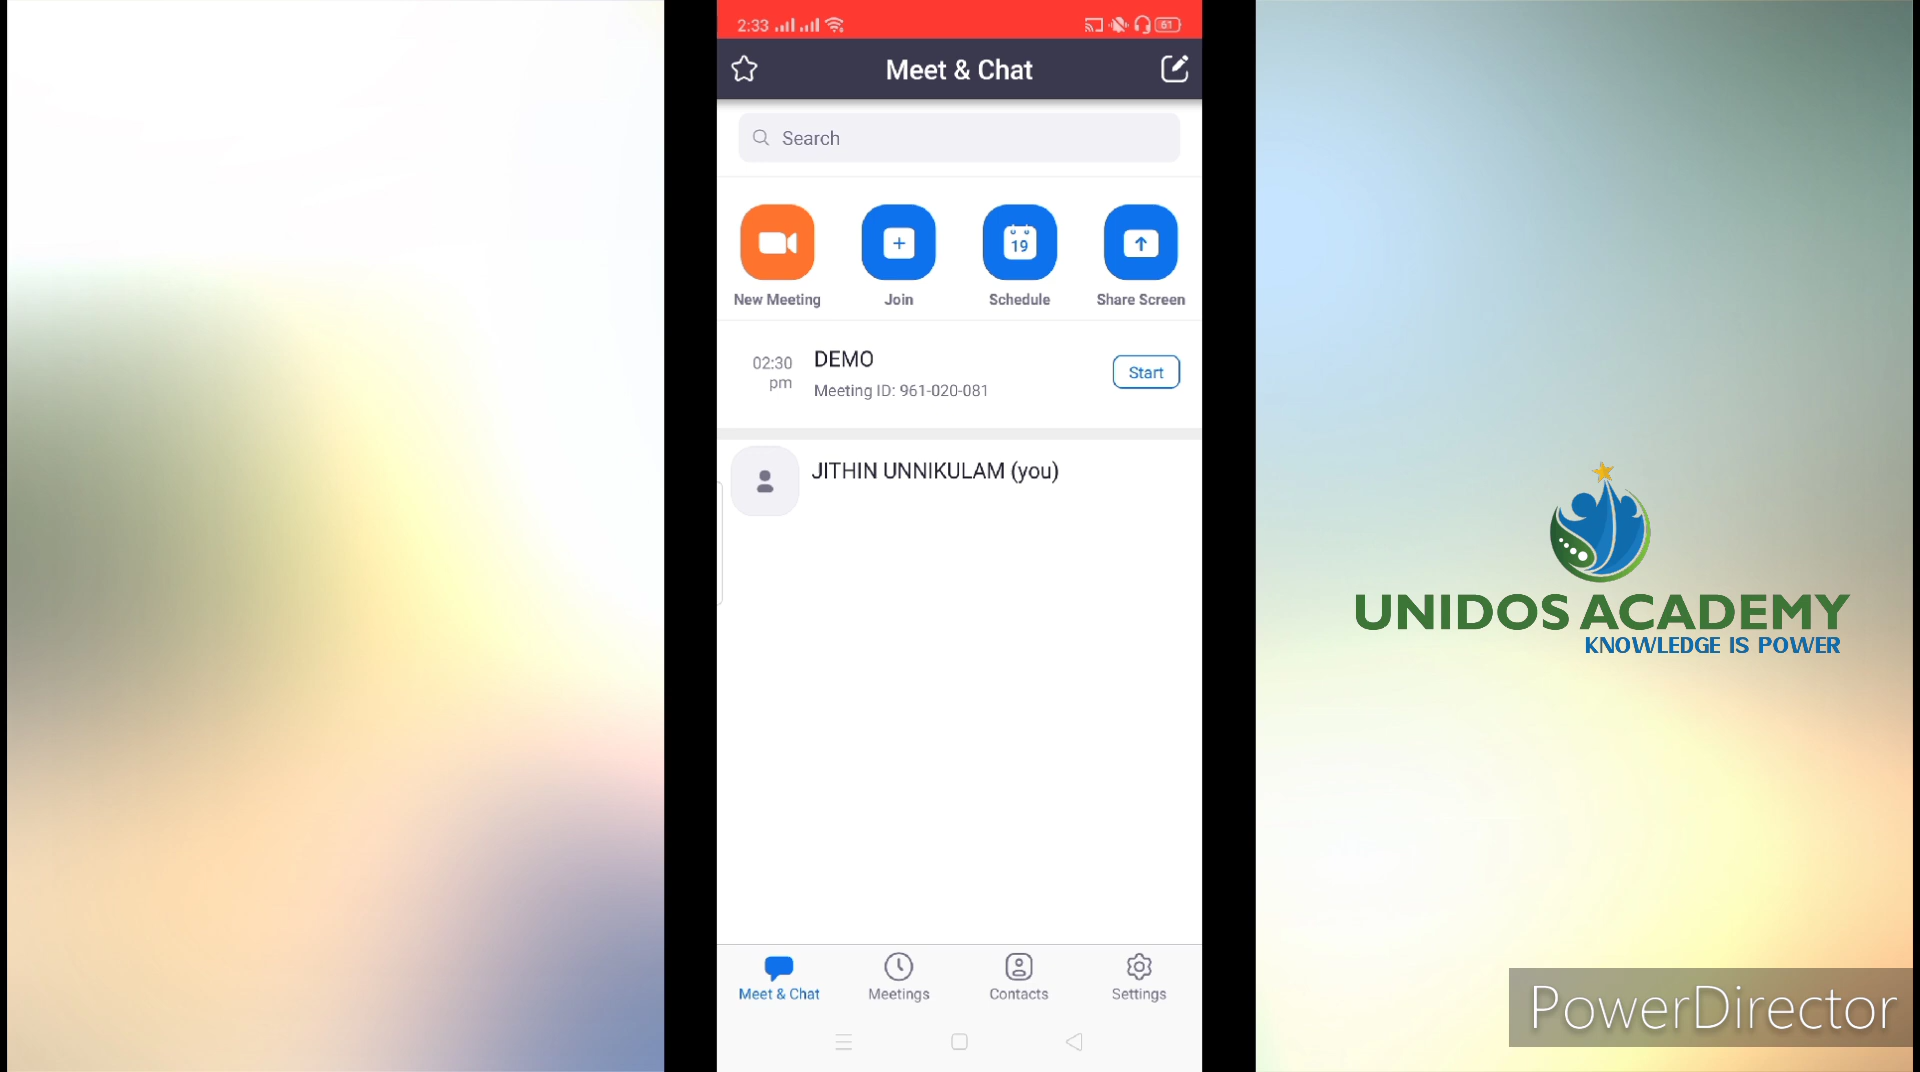 2:33
61
Meet & Chat
Search
19
New Meeting
Join
Schedule
Share Screen
02:30
pm
DEMO
Meeting ID: 961-020-081
Start
JITHIN UNNIKULAM (you)
UNIDOS ACADEMY
KNOWLEDGE IS POWER
Meet & Chat
Meetings
Contacts
Settings
PowerDirector